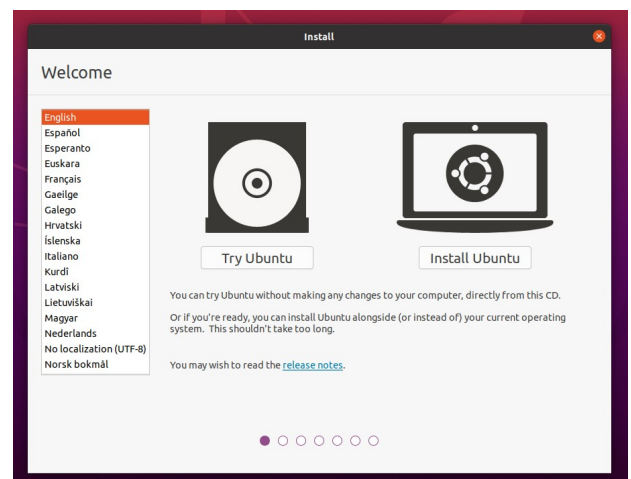 Install
Welcome
English
Español
Esperanto
Euskara
Français
Gaeilge
Galego
Hrvatski
Íslenska
Italiano
Kurdî
Latviski
Lietuviškai
Magyar
Nederlands
No localization (UTF-8)
Norsk bokmål
Try Ubuntu
Install Ubuntu
You can try Ubuntu without making any changes to your computer, directly from this CD.
Or if you're ready, you can install Ubuntu alongside (or instead of) your current operating
system. This shouldn't take too long.
You may wish to read the release notes.